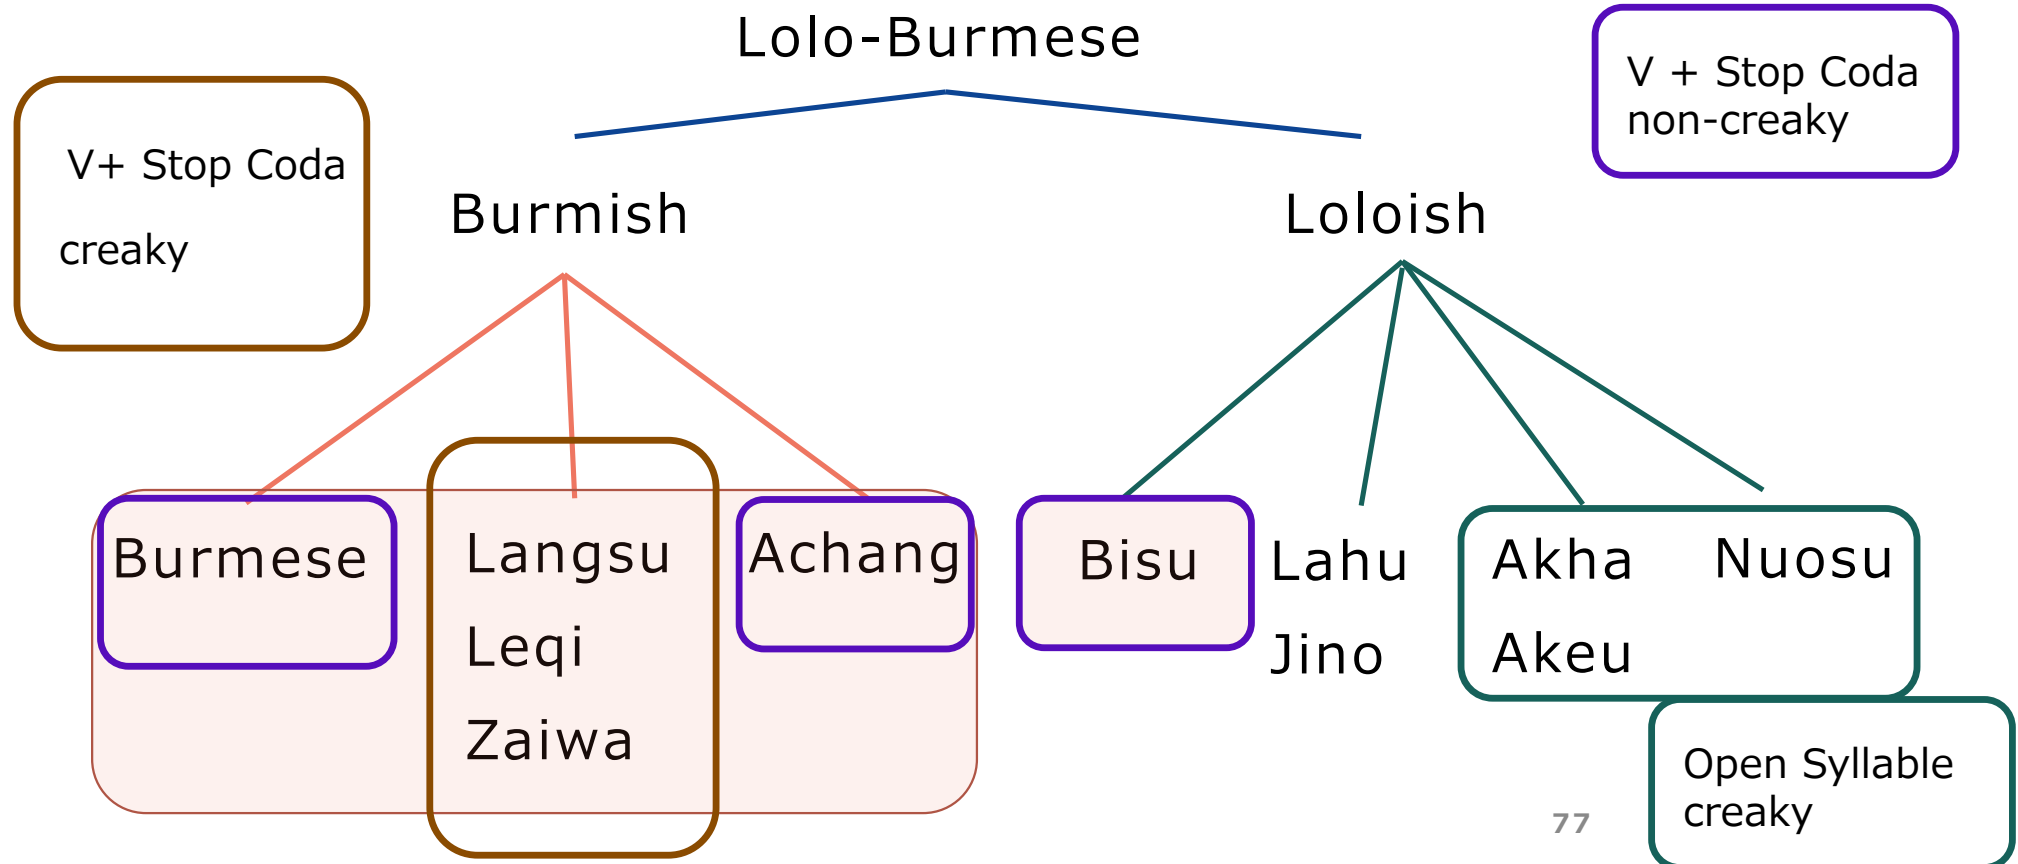 Lolo-Burmese
V + Stop Coda
non-creaky
V+ Stop Coda
creaky
Burmish
Loloish
Burmese
Langsu
Leqi
Zaiwa
Achang
Bisu
Lahu
Jino
Akha
Akeu
Nuosu
Open Syllable
creaky
77